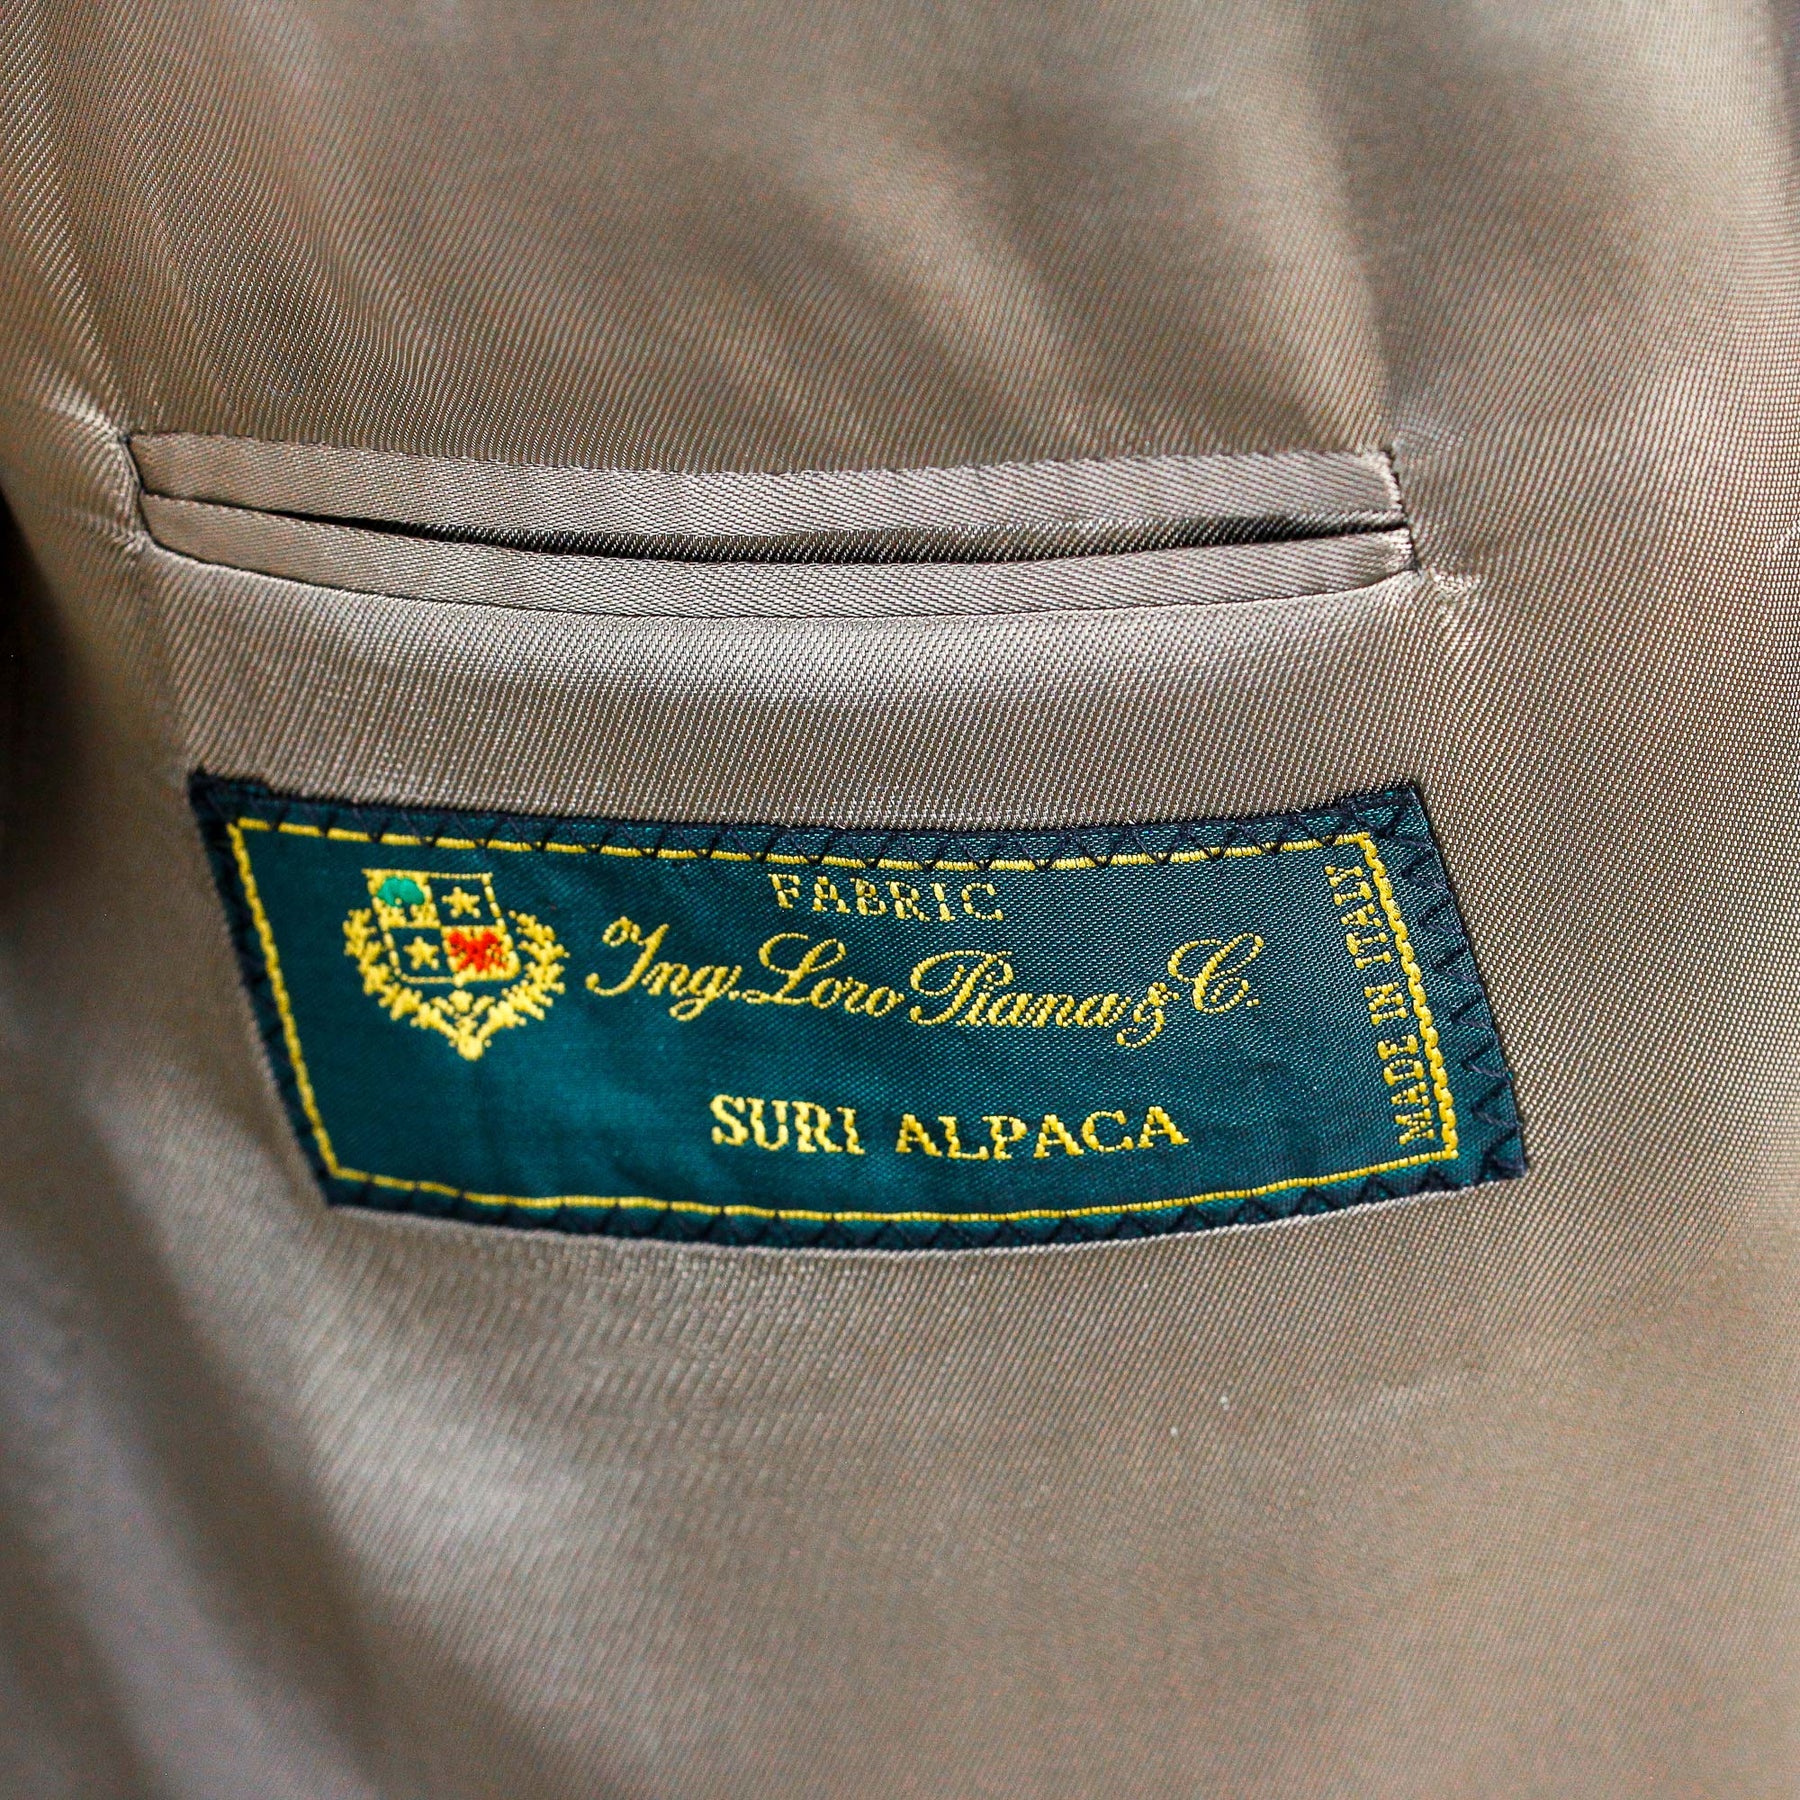 FABRIC
Ing. Loro Piana & C.
SURI ALPACA
MADE IN ITALY